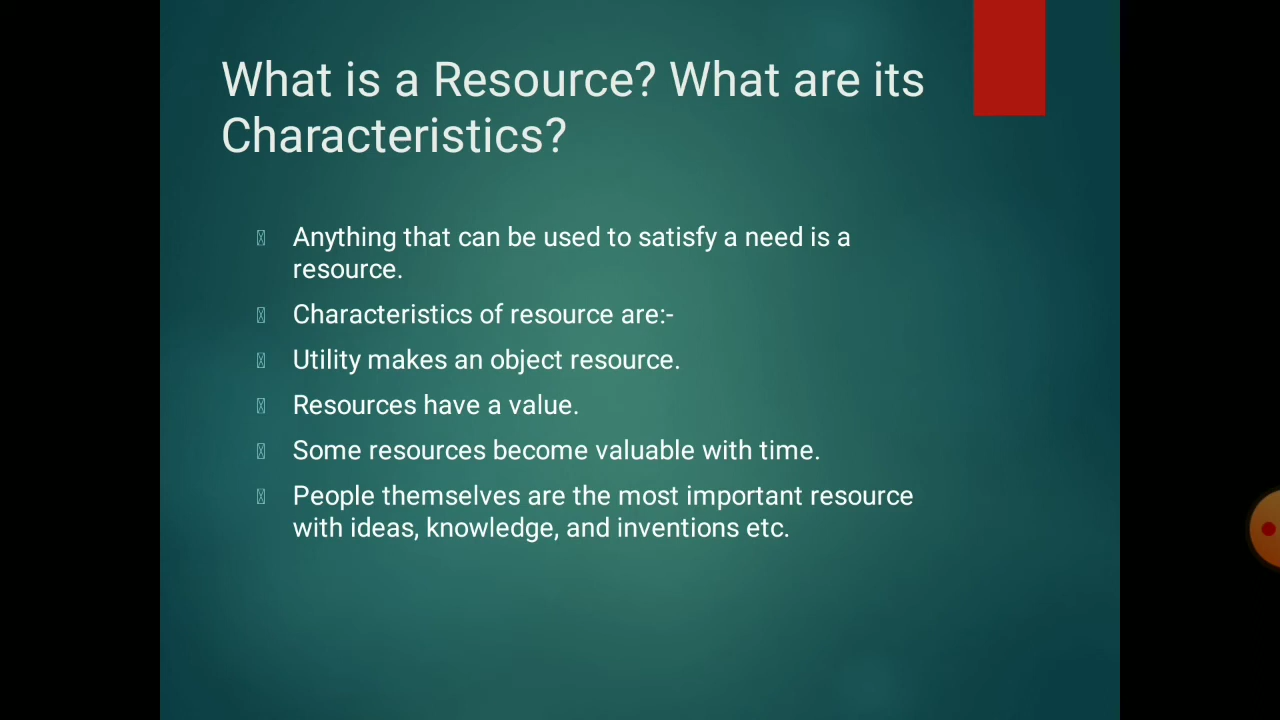 What is a Resource? What are its
Characteristics?
Anything that can be used to satisfy a need is a
resource.
Characteristics of resource are:-
Utility makes an object resource.
Resources have a value.
Some resources become valuable with time.
People themselves are the most important resource
with ideas, knowledge, and inventions etc.